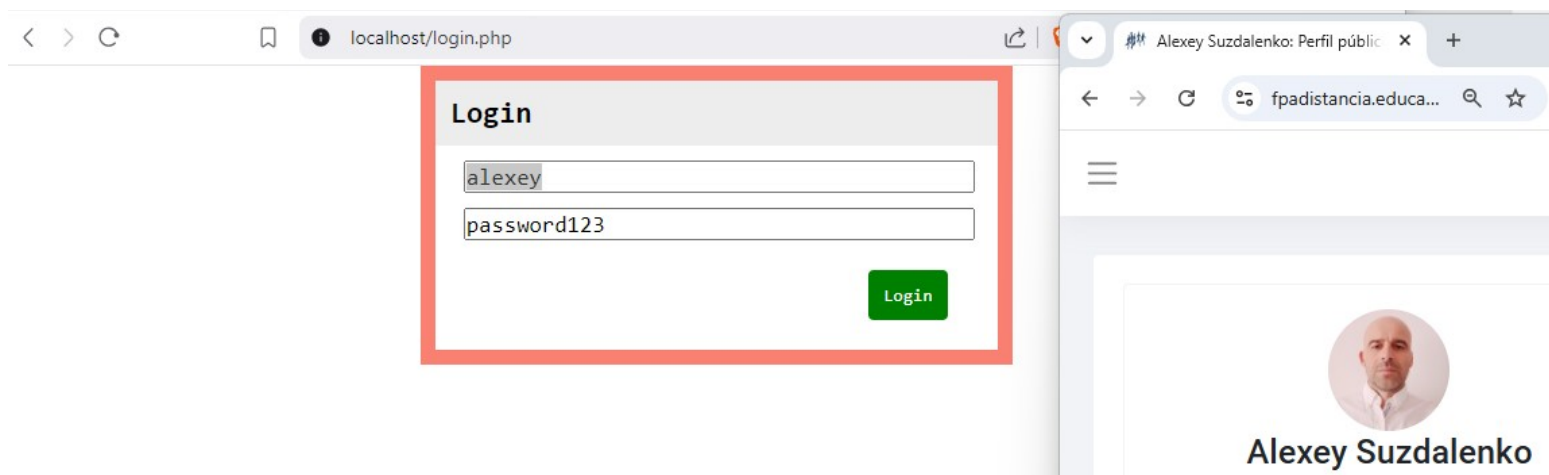 localhost/login.php
Login
alexey
password123
Login
Alexey Suzdalenko: Perfil públic
fpadistancia.educa...
Alexey Suzdalenko